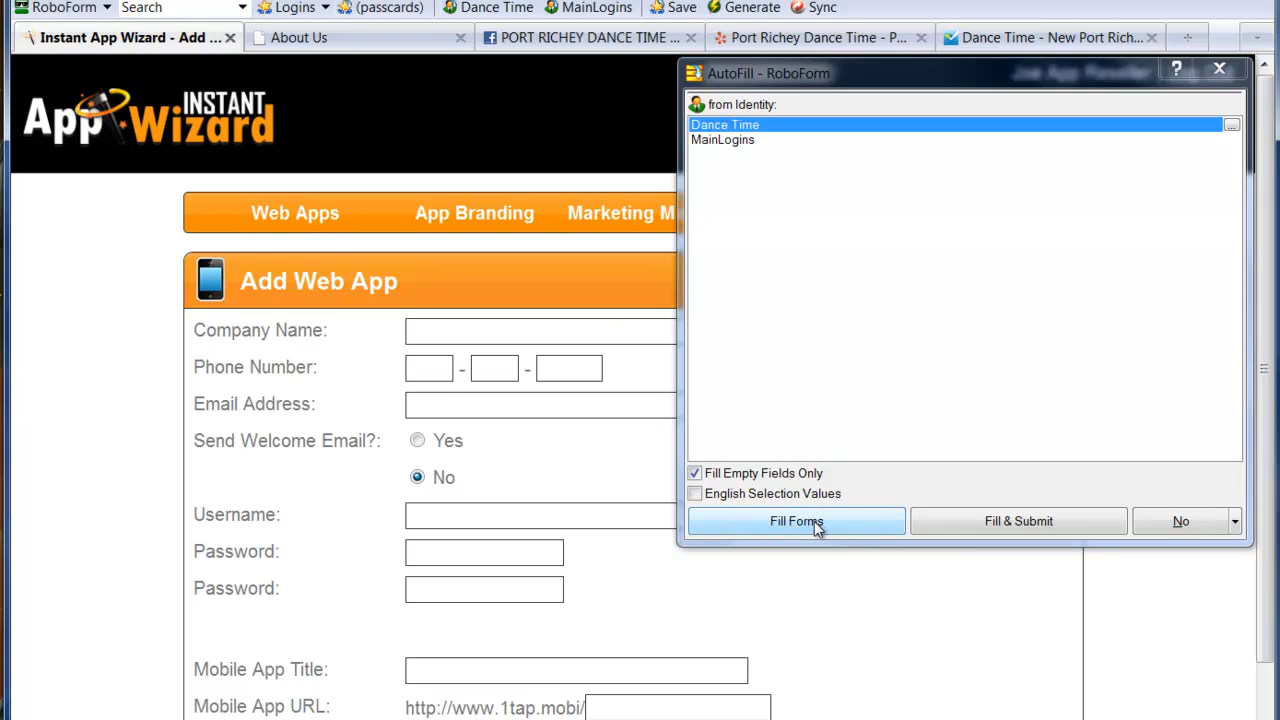 RoboForm Search Logins (passcards) Dance Time MainLogins Save Generate Sync
Instant App Wizard - Add ... About Us PORT RICHEY DANCE TIME ... Port Richey Dance Time - P... Dance Time - New Port Rich...
AutoFill - RoboForm
Joe App Reseller
from Identity:
Dance Time
MainLogins
App INSTANT Wizard
Web Apps App Branding Marketing M
Add Web App
Company Name:
Phone Number: - -
Email Address:
Send Welcome Email?: Yes
No
Fill Empty Fields Only
English Selection Values
Fill Forms Fill & Submit No
Username:
Password:
Password:
Mobile App Title:
Mobile App URL: http://www.1tap.mobi/